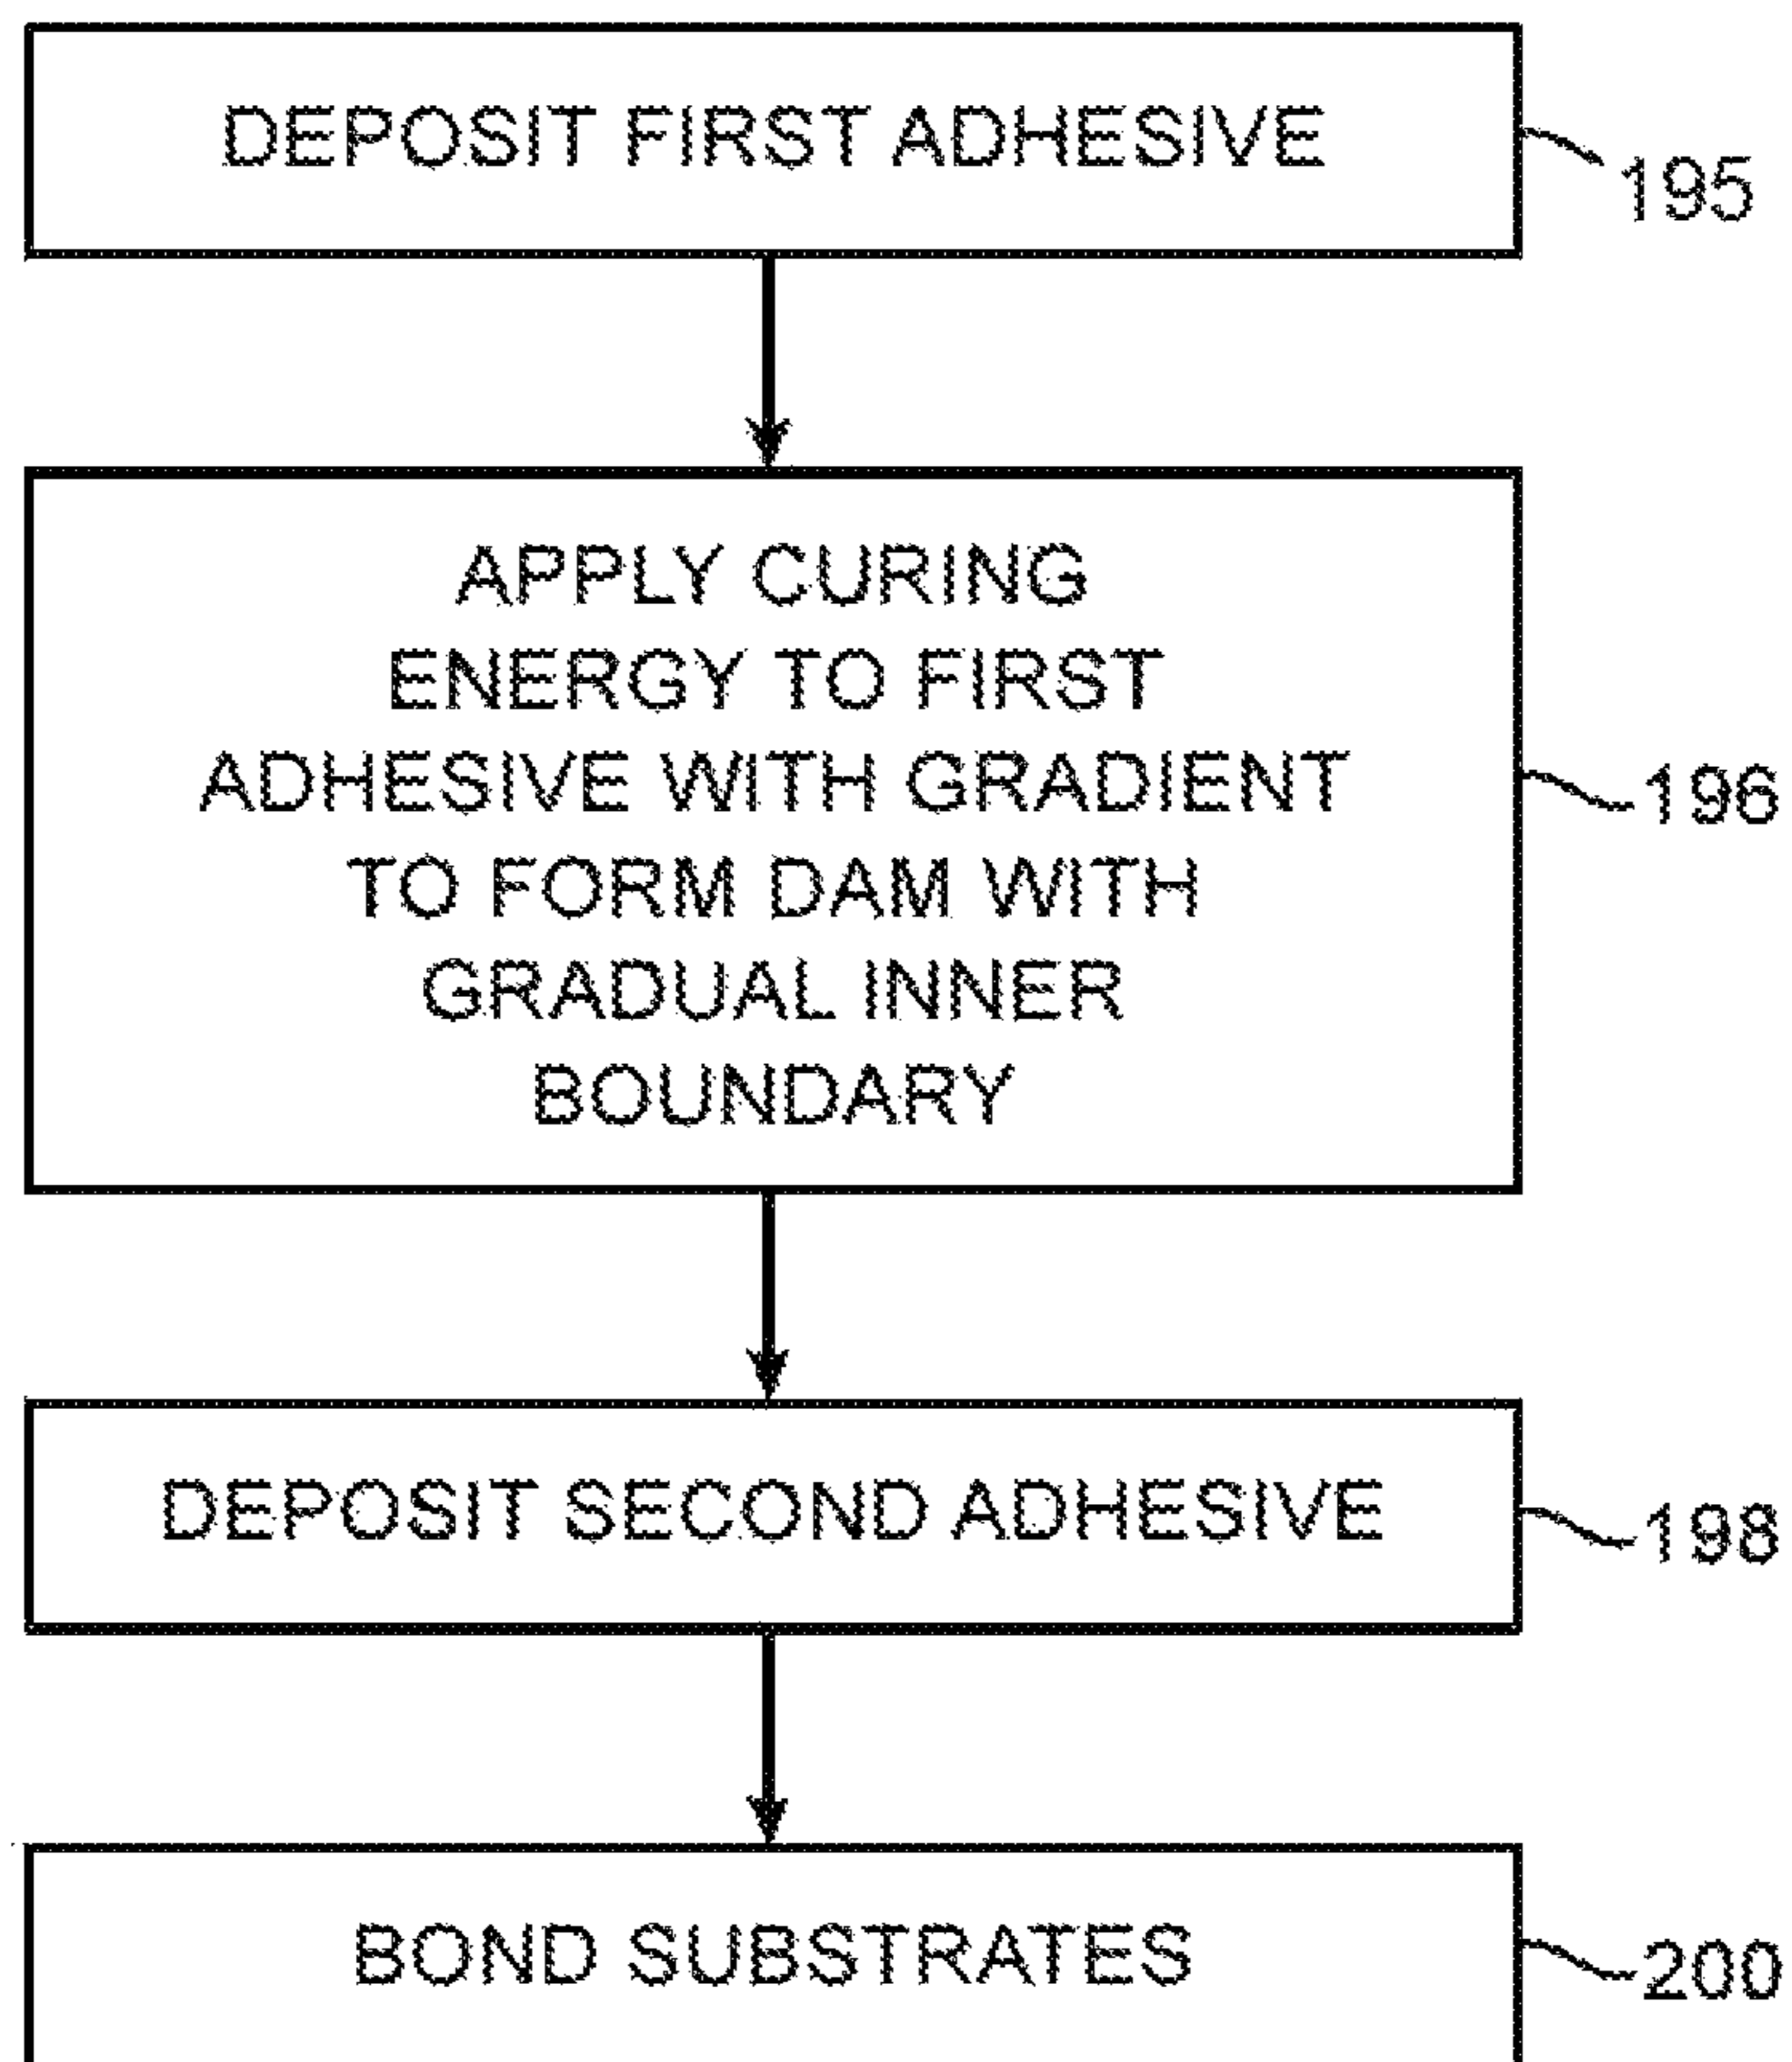 DEPOSIT FIRST ADHESIVE
195
APPLY CURING
ENERGY TO FIRST
ADHESIVE WITH GRADIENT
TO FORM DAM WITH
GRADUAL INNER
BOUNDARY
196
DEPOSIT SECOND ADHESIVE
198
BOND SUBSTRATES
200